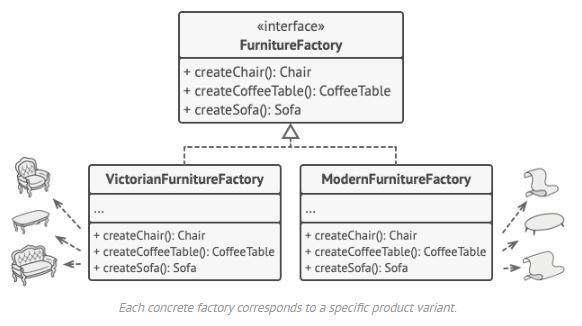 «interface»
FurnitureFactory
+ createChair(): Chair
+ createCoffeeTable(): CoffeeTable
+ createSofa(): Sofa
VictorianFurnitureFactory
...
+ createChair(): Chair
+ createCoffeeTable(): CoffeeTable
+ createSofa(): Sofa
ModernFurnitureFactory
...
+ createChair(): Chair
+ createCoffeeTable(): CoffeeTable
+ createSofa(): Sofa
Each concrete factory corresponds to a specific product variant.